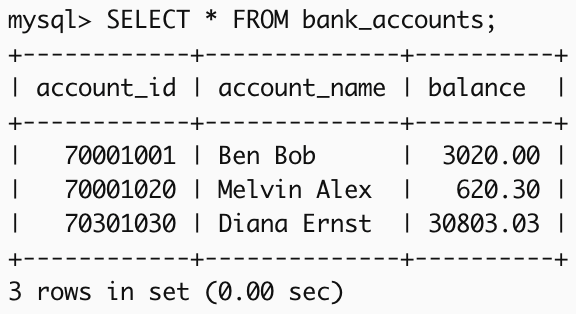 mysql> SELECT * FROM bank_accounts;
+------------+--------------+----------+
| account_id | account_name | balance  |
+------------+--------------+----------+
|   70001001 | Ben Bob      |  3020.00 |
|   70001020 | Melvin Alex  |   620.30 |
|   70301030 | Diana Ernst  | 30803.03 |
+------------+--------------+----------+
3 rows in set (0.00 sec)